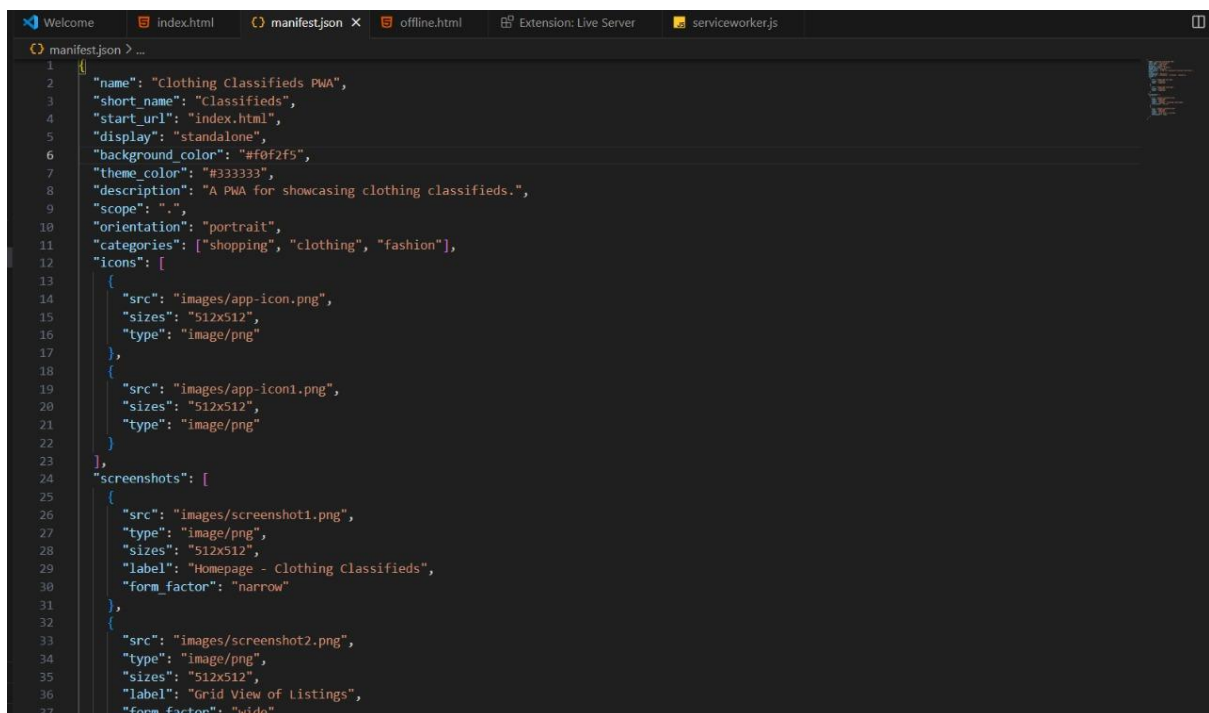 Welcome index.html {} manifest.json × offline.html Extension: Live Server JS serviceworker.js
{} manifest.json > ...
1 {
2 "name": "Clothing Classifieds PWA",
3 "short_name": "Classifieds",
4 "start_url": "index.html",
5 "display": "standalone",
6 "background_color": "#f0f2f5",
7 "theme_color": "#333333",
8 "description": "A PWA for showcasing clothing classifieds.",
9 "scope": ".",
10 "orientation": "portrait",
11 "categories": ["shopping", "clothing", "fashion"],
12 "icons": [
13 {
14 "src": "images/app-icon.png",
15 "sizes": "512x512",
16 "type": "image/png"
17 },
18 {
19 "src": "images/app-icon1.png",
20 "sizes": "512x512",
21 "type": "image/png"
22 }
23 ],
24 "screenshots": [
25 {
26 "src": "images/screenshot1.png",
27 "type": "image/png",
28 "sizes": "512x512",
29 "label": "Homepage - Clothing Classifieds",
30 "form_factor": "narrow"
31 },
32 {
33 "src": "images/screenshot2.png",
34 "type": "image/png",
35 "sizes": "512x512",
36 "label": "Grid View of Listings",
37 "form_factor": "wide"